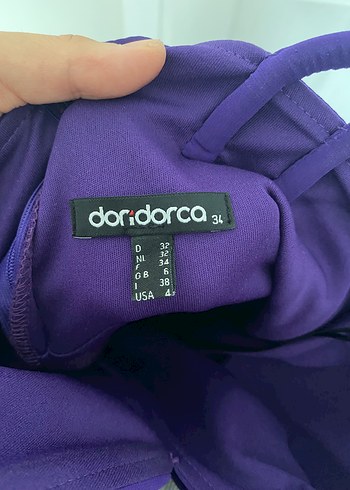 doridorca 34
D 32
NL 32
F 34
GB 6
I 38
USA 4